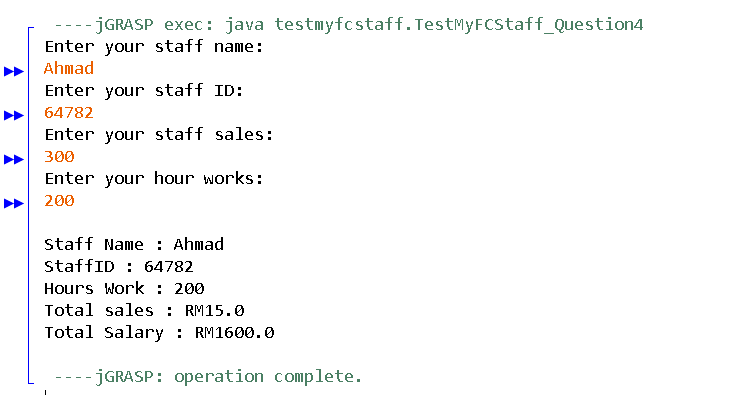 ----jGRASP exec: java testmyfcstaff.TestMyFCStaff_Question4
Enter your staff name:
Ahmad
Enter your staff ID:
64782
Enter your staff sales:
300
Enter your hour works:
200
Staff Name : Ahmad
StaffID : 64782
Hours Work : 200
Total sales : RM15.0
Total Salary : RM1600.0
----jGRASP: operation complete.